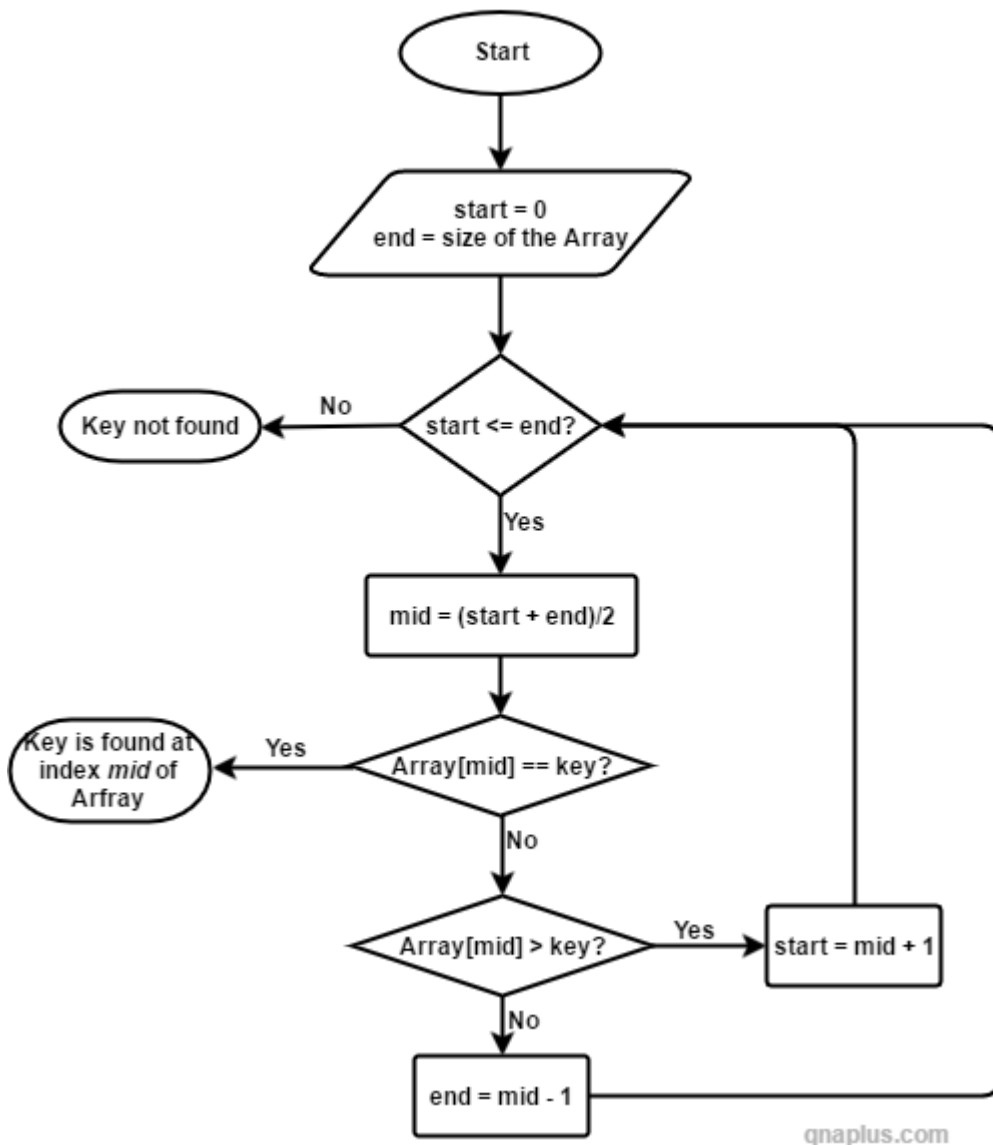 Start
start = 0
end = size of the Array
start <= end?
No
Key not found
Yes
mid = (start + end)/2
Array[mid] == key?
Yes
Key is found at
index mid of
Arfray
No
Array[mid] > key?
Yes
start = mid + 1
No
end = mid - 1
qnaplus.com